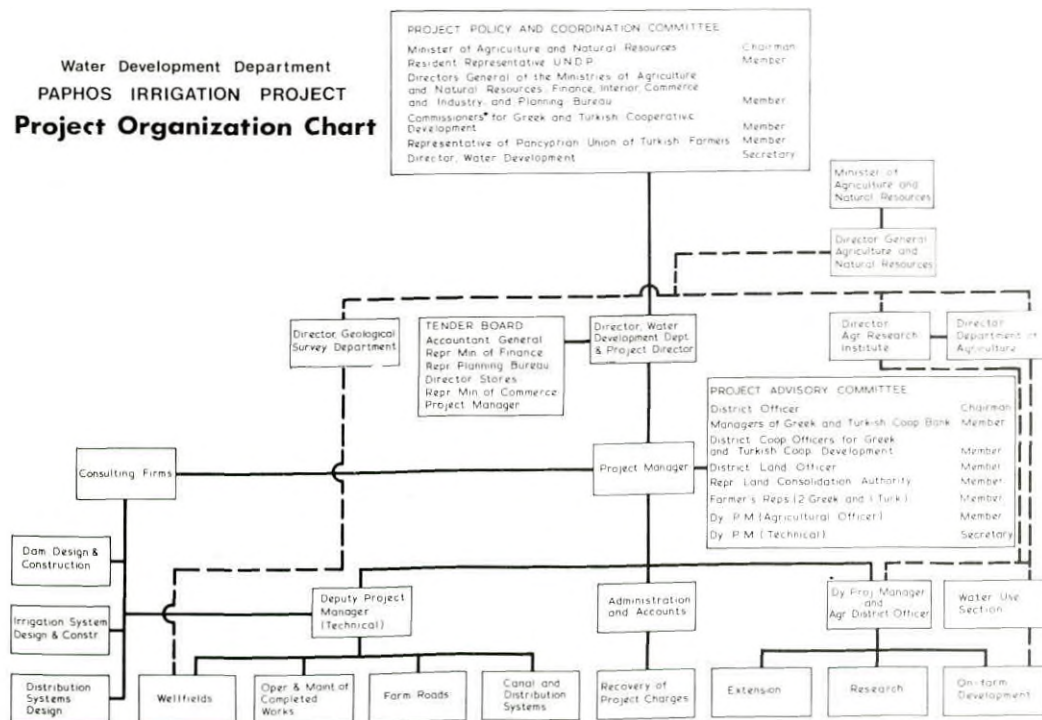 Water Development Department
PAPHOS IRRIGATION PROJECT
Project Organization Chart
PROJECT POLICY AND COORDINATION COMMITTEE
Minister of Agriculture and Natural Resources Chairman
Resident Representative U.N.D.P. Member
Directors General of the Ministries of Agriculture
and Natural Resources, Finance, Interior, Commerce
and Industry and Planning Bureau Member
Commissioners* for Greek and Turkish Cooperative
Development Member
Representative of Pancyprian Union of Turkish Farmers Member
Director, Water Development Secretary
Minister of
Agriculture and
Natural Resources
Director General
Agriculture and
Natural Resources
Director, Geological
Survey Department
TENDER BOARD
Accountant General
Repr. Min. of Finance
Repr. Planning Bureau
Director Stores
Repr. Min. of Commerce
Project Manager
Director, Water
Development Dept.
& Project Director
Director
Agr. Research
Institute
Director
Department of
Agriculture
PROJECT ADVISORY COMMITTEE
District Officer Chairman
Managers of Greek and Turkish Coop Bank Member
District Coop Officers for Greek
and Turkish Coop. Development Member
District Land Officer Member
Repr. Land Consolidation Authority Member
Farmer's Reps (2 Greek and 1 Turk) Member
Dy. P.M (Agricultural Officer) Member
Dy. P.M (Technical) Secretary
Consulting Firms
Project Manager
Dam Design &
Construction
Irrigation System
Design & Constr.
Distribution
Systems
Design
Deputy Project
Manager
(Technical)
Administration
and Accounts
Dy Proj Manager
and
Agr District Officer
Water Use
Section
Wellfields
Oper & Maint of
Completed
Works
Farm Roads
Canal and
Distribution
Systems
Recovery of
Project Charges
Extension
Research
On-farm
Development